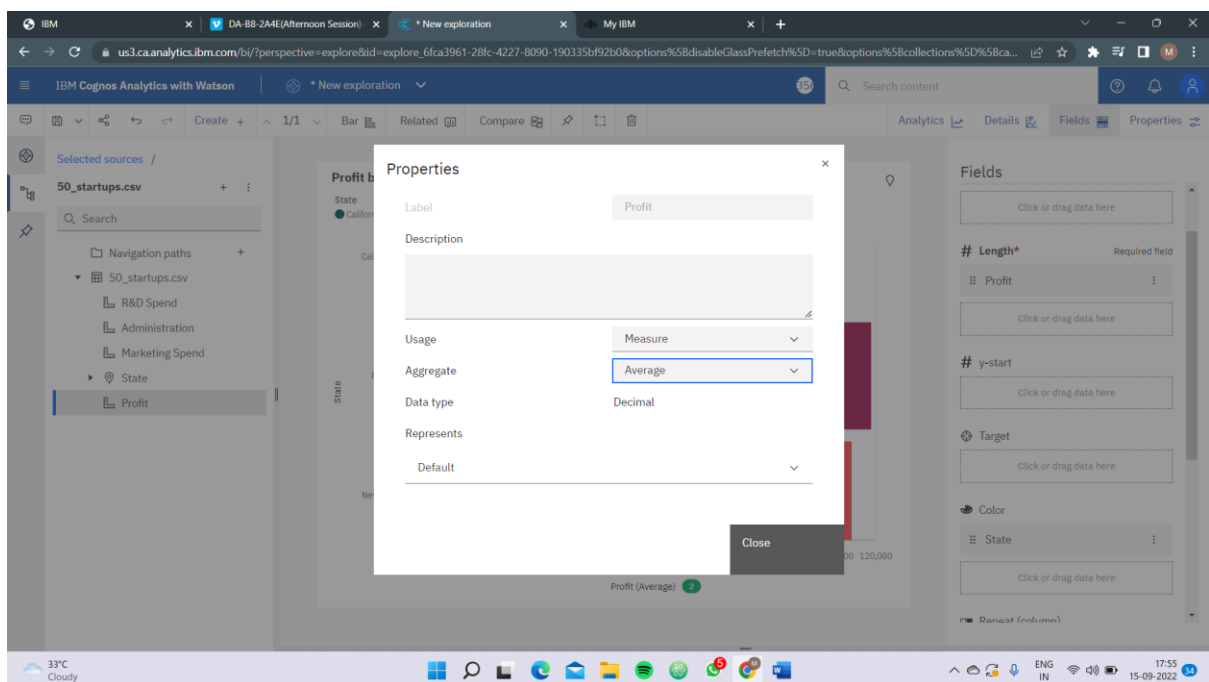 IBM
DA-BB-2A4E(Afternoon Session)
* New exploration
My IBM
us3.ca.analytics.ibm.com/bi/?perspective=explore&id=explore_6fca3961-28fc-4227-8090-190335bf92b0&options%5BdisableGlassPrefetch%5D=true&options%5Bcollections%5D%5Bca...
M
IBM Cognos Analytics with Watson
* New exploration
Search content
Create +
1/1
Bar
Related
Compare
Analytics
Details
Fields
Properties
Selected sources /
50_startups.csv
Search
Navigation paths
50_startups.csv
R&D Spend
Administration
Marketing Spend
State
Profit
Profit b
State
Califor
Cal
State
Ne
00 120,000
Profit (Average) 2
Properties
Label
Profit
Description
Usage
Measure
Aggregate
Average
Data type
Decimal
Represents
Default
Close
Fields
Click or drag data here
# Length*
Required field
Profit
Click or drag data here
# y-start
Click or drag data here
Target
Click or drag data here
Color
State
Click or drag data here
Repeat (column)
33°C
Cloudy
5
ENG
IN
17:55
15-09-2022
34